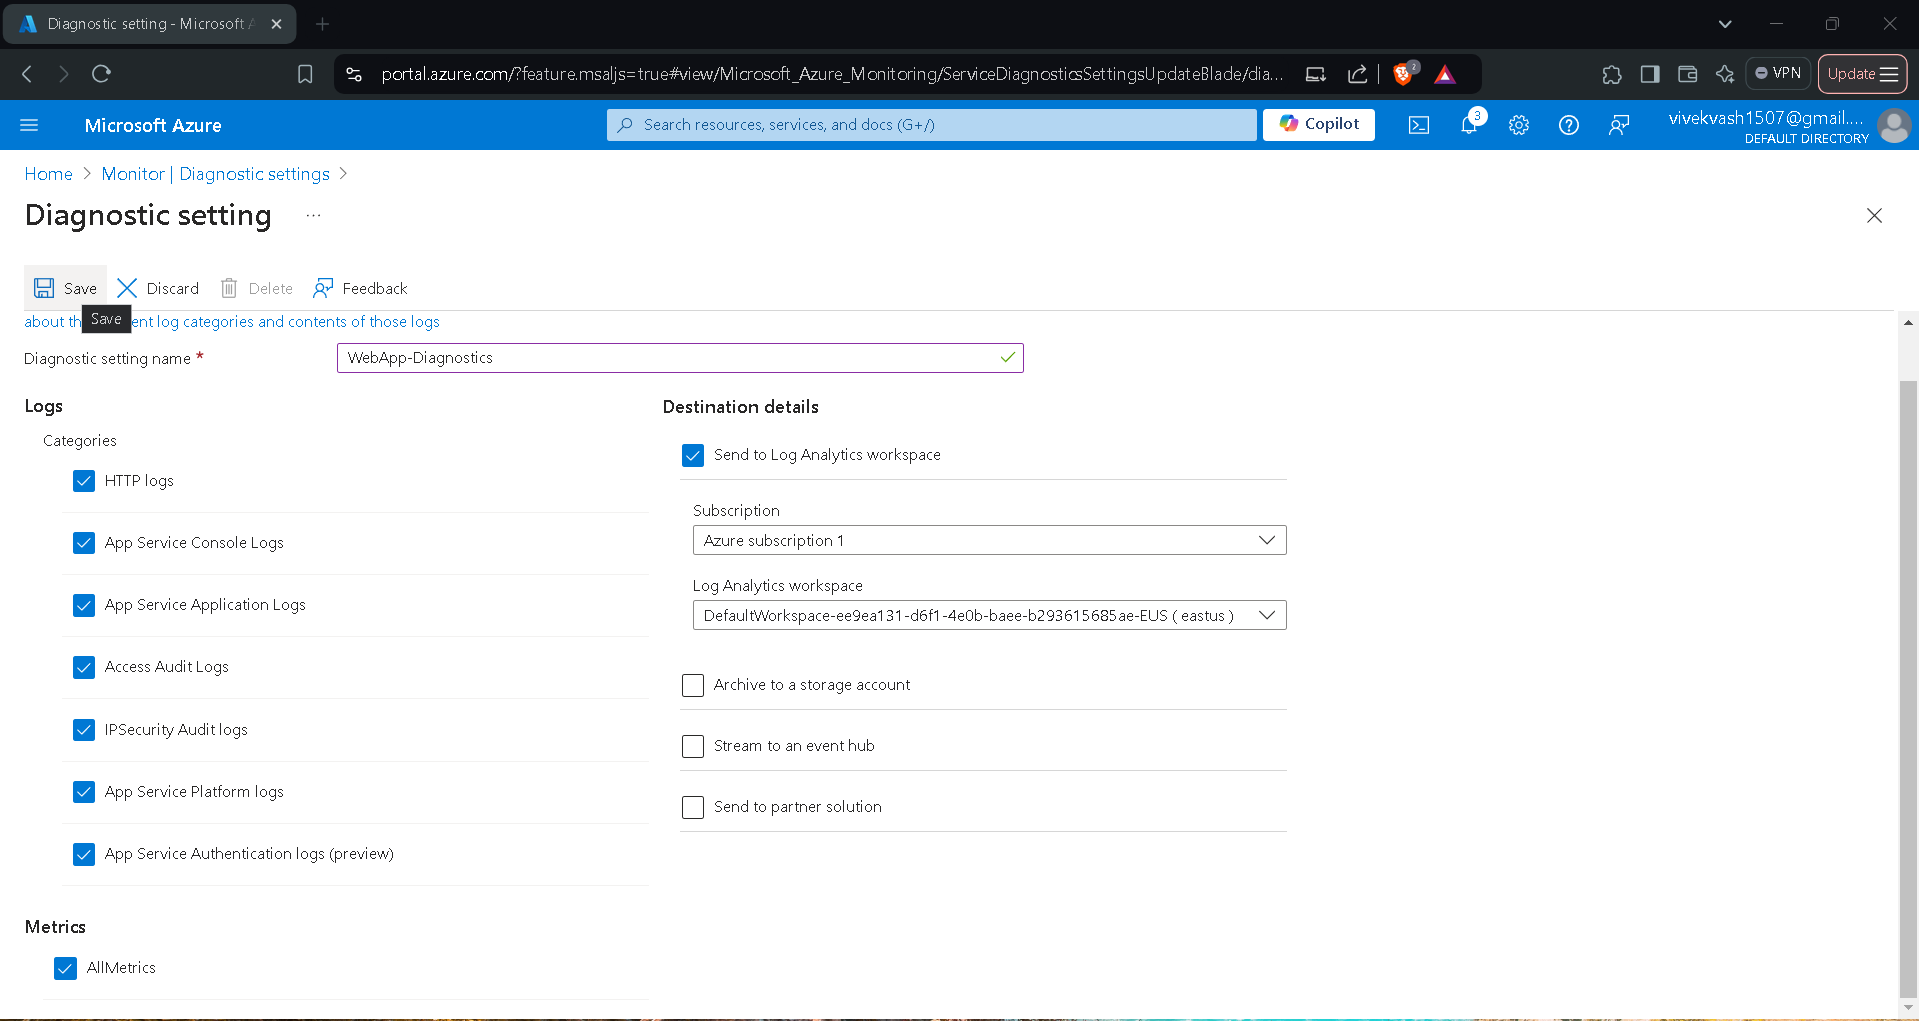 Diagnostic setting - Microsoft A
portal.azure.com/?feature.msaljs=true#view/Microsoft_Azure_Monitoring/ServiceDiagnosticsSettingsUpdateBlade/dia...
2
VPN
Update
Microsoft Azure
Search resources, services, and docs (G+/)
Copilot
3
vivekvash1507@gmail....
DEFAULT DIRECTORY
Home > Monitor | Diagnostic settings >
Diagnostic setting ...
Save
Discard
Delete
Feedback
Save
about th ent log categories and contents of those logs
Diagnostic setting name *
WebApp-Diagnostics
Logs
Categories
HTTP logs
App Service Console Logs
App Service Application Logs
Access Audit Logs
IPSecurity Audit logs
App Service Platform logs
App Service Authentication logs (preview)
Metrics
AllMetrics
Destination details
Send to Log Analytics workspace
Subscription
Azure subscription 1
Log Analytics workspace
DefaultWorkspace-ee9ea131-d6f1-4e0b-baee-b293615685ae-EUS ( eastus )
Archive to a storage account
Stream to an event hub
Send to partner solution